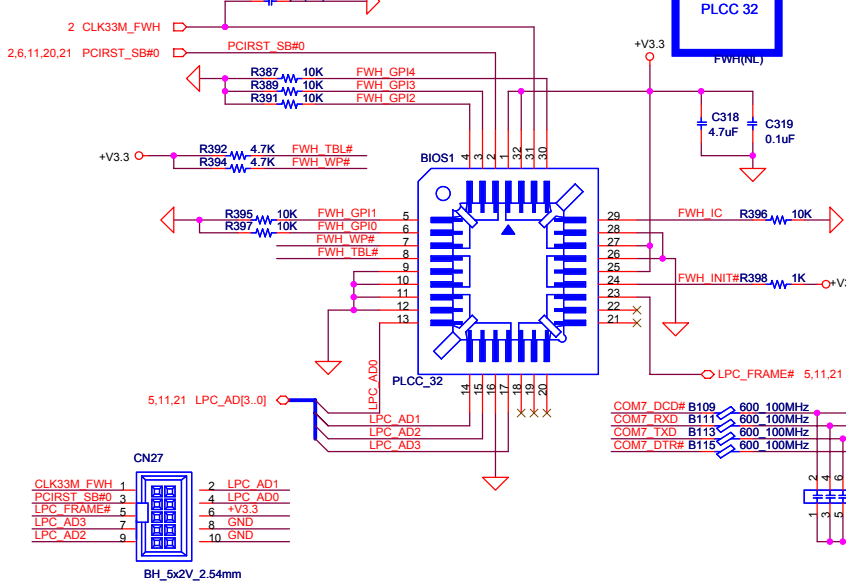 PLCC 32
FWH(NL)
2 CLK33M_FWH
2,6,11,20,21 PCIRST_SB#0
PCIRST_SB#0
+V3.3
R387 10K FWH_GPI4
R389 10K FWH_GPI3
R391 10K FWH_GPI2
C318
4.7uF
C319
0.1uF
+V3.3
R392 4.7K FWH_TBL#
R394 4.7K FWH_WP#
BIOS1
4 3 2 1 32 31 30
R395 10K FWH_GPI1 5
R397 10K FWH_GPI0 6
FWH_WP# 7
FWH_TBL# 8
9
10
11
12
13
29 FWH_IC R396 10K
28
27
26
25
24 FWH_INIT# R398 1K
23
22
21
PLCC_32
14 15 16 17 18 19 20
LPC_AD0
LPC_FRAME# 5,11,21
5,11,21 LPC_AD[3..0]
LPC_AD1
LPC_AD2
LPC_AD3
COM7_DCD# B109 600_100MHz
COM7_RXD B111 600_100MHz
COM7_TXD B113 600_100MHz
COM7_DTR# B115 600_100MHz
2 4 6
1 3 5
CN27
CLK33M_FWH 1 2 LPC_AD1
PCIRST_SB#0 3 4 LPC_AD0
LPC_FRAME# 5 6 +V3.3
LPC_AD3 7 8 GND
LPC_AD2 9 10 GND
BH_5x2V_2.54mm